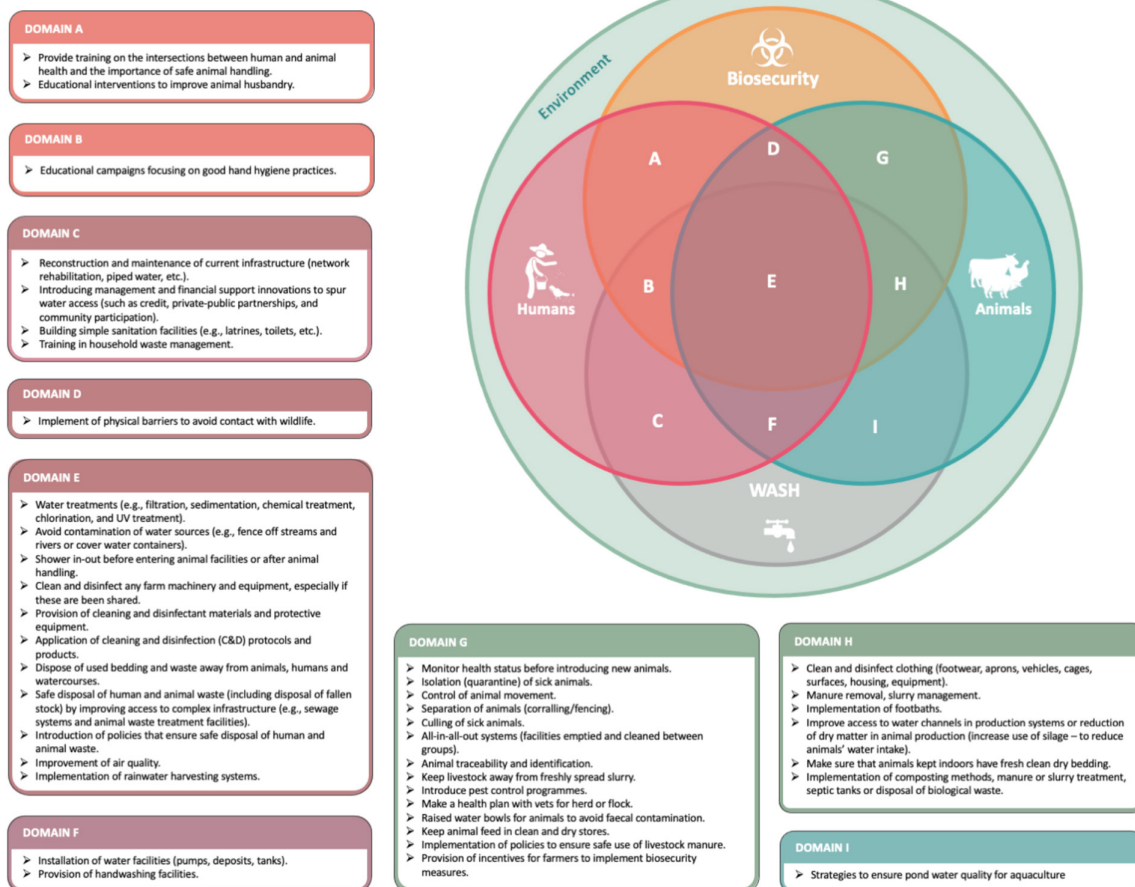 DOMAIN A
➢ Provide training on the intersections between human and animal
health and the importance of safe animal handling.
➢ Educational interventions to improve animal husbandry.
DOMAIN B
➢ Educational campaigns focusing on good hand hygiene practices.
DOMAIN C
➢ Reconstruction and maintenance of current infrastructure (network
rehabilitation, piped water, etc.).
➢ Introducing management and financial support innovations to spur
water access (such as credit, private-public partnerships, and
community participation).
➢ Building simple sanitation facilities (e.g., latrines, toilets, etc.).
➢ Training in household waste management.
DOMAIN D
➢ Implement of physical barriers to avoid contact with wildlife.
DOMAIN E
➢ Water treatments (e.g., filtration, sedimentation, chemical treatment,
chlorination, and UV treatment).
➢ Avoid contamination of water sources (e.g., fence off streams and
rivers or cover water containers).
➢ Shower in-out before entering animal facilities or after animal
handling.
➢ Clean and disinfect any farm machinery and equipment, especially if
these are been shared.
➢ Provision of cleaning and disinfectant materials and protective
equipment.
➢ Application of cleaning and disinfection (C&D) protocols and
products.
➢ Dispose of used bedding and waste away from animals, humans and
watercourses.
➢ Safe disposal of human and animal waste (including disposal of fallen
stock) by improving access to complex infrastructure (e.g., sewage
systems and animal waste treatment facilities).
➢ Introduction of policies that ensure safe disposal of human and
animal waste.
➢ Improvement of air quality.
➢ Implementation of rainwater harvesting systems.
DOMAIN F
➢ Installation of water facilities (pumps, deposits, tanks).
➢ Provision of handwashing facilities.
Environment
Biosecurity
A
D
G
Humans
B
E
H
Animals
C
F
I
WASH
DOMAIN G
➢ Monitor health status before introducing new animals.
➢ Isolation (quarantine) of sick animals.
➢ Control of animal movement.
➢ Separation of animals (corralling/fencing).
➢ Culling of sick animals.
➢ All-in-all-out systems (facilities emptied and cleaned between
groups).
➢ Animal traceability and identification.
➢ Keep livestock away from freshly spread slurry.
➢ Introduce pest control programmes.
➢ Make a health plan with vets for herd or flock.
➢ Raised water bowls for animals to avoid faecal contamination.
➢ Keep animal feed in clean and dry stores.
➢ Implementation of policies to ensure safe use of livestock manure.
➢ Provision of incentives for farmers to implement biosecurity
measures.
DOMAIN H
➢ Clean and disinfect clothing (footwear, aprons, vehicles, cages,
surfaces, housing, equipment).
➢ Manure removal, slurry management.
➢ Implementation of footbaths.
➢ Improve access to water channels in production systems or reduction
of dry matter in animal production (increase use of silage – to reduce
animals' water intake).
➢ Make sure that animals kept indoors have fresh clean dry bedding.
➢ Implementation of composting methods, manure or slurry treatment,
septic tanks or disposal of biological waste.
DOMAIN I
➢ Strategies to ensure pond water quality for aquaculture